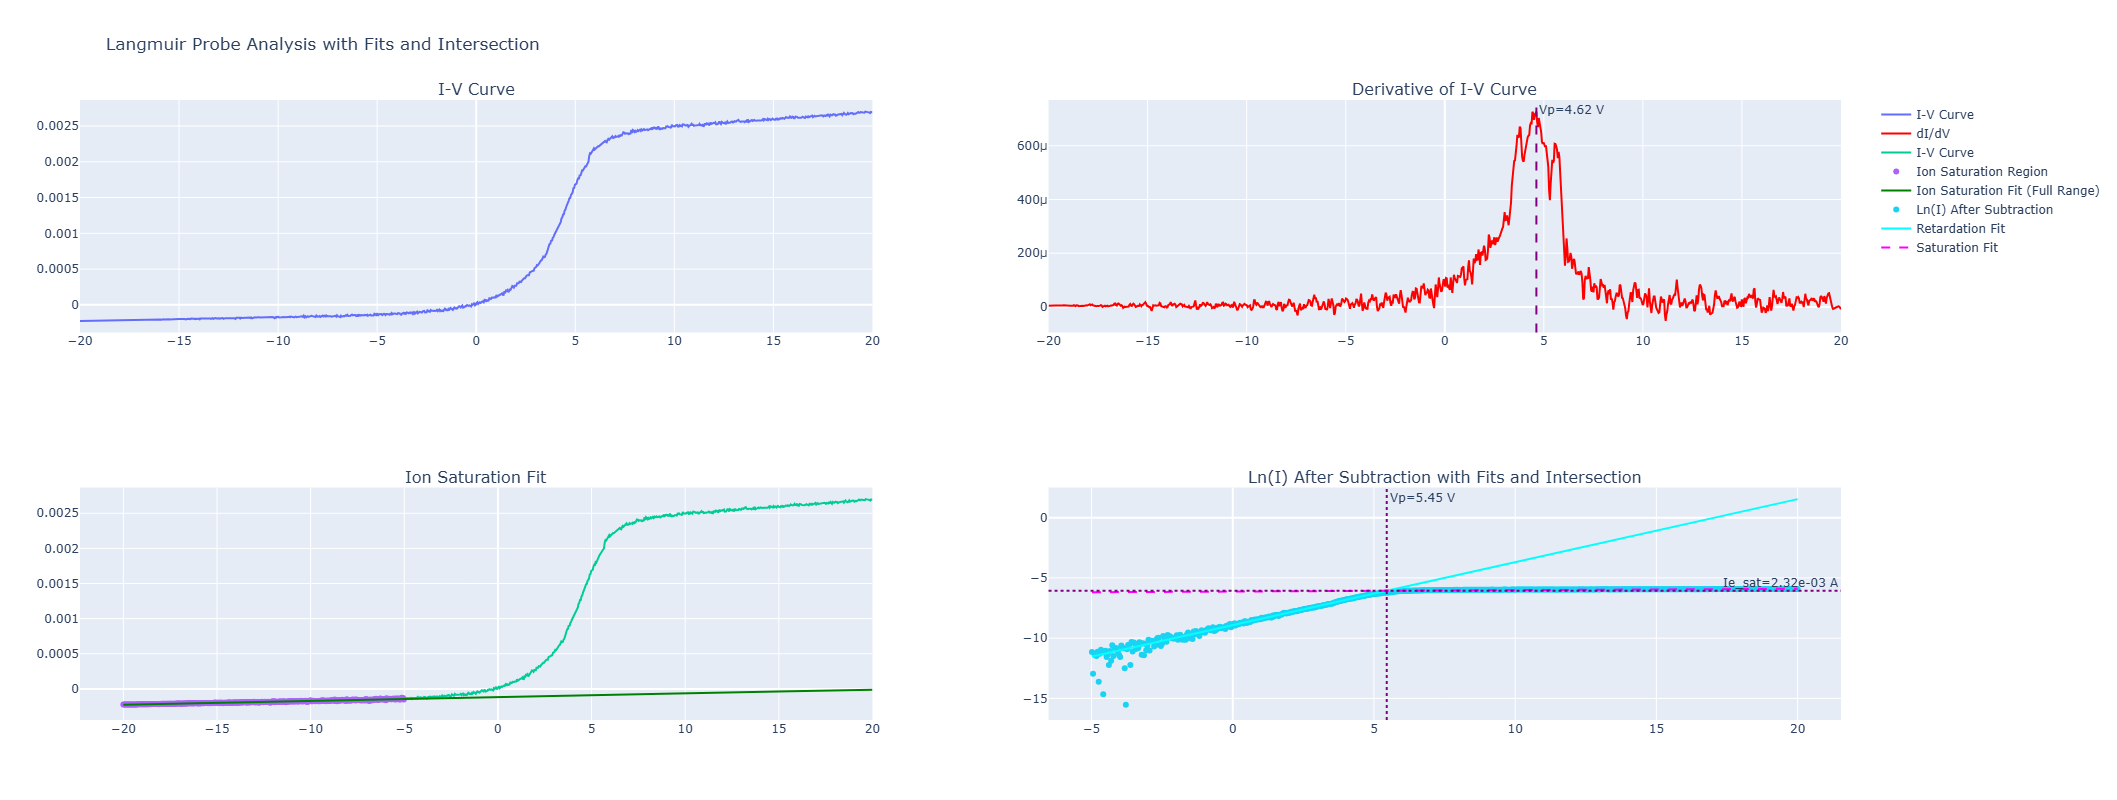 Langmuir Probe Analysis with Fits and Intersection
I-V Curve
0.0025
0.002
0.0015
0.001
0.0005
0
−20 −15 −10 −5 0 5 10 15 20
Derivative of I-V Curve
Vp=4.62 V
600μ
400μ
200μ
0
−20 −15 −10 −5 0 5 10 15 20
I-V Curve
dI/dV
I-V Curve
Ion Saturation Region
Ion Saturation Fit (Full Range)
Ln(I) After Subtraction
Retardation Fit
Saturation Fit
Ion Saturation Fit
0.0025
0.002
0.0015
0.001
0.0005
0
−20 −15 −10 −5 0 5 10 15 20
Ln(I) After Subtraction with Fits and Intersection
Vp=5.45 V
0
−5
Ie_sat=2.32e-03 A
−10
−15
−5 0 5 10 15 20